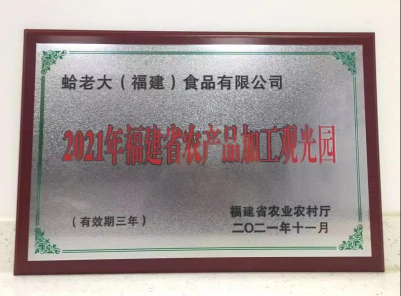 蛤老大（福建）食品有限公司
2021年福建省农产品加工观光园
（有效期三年）
福建省农业农村厅
二〇二一年十一月